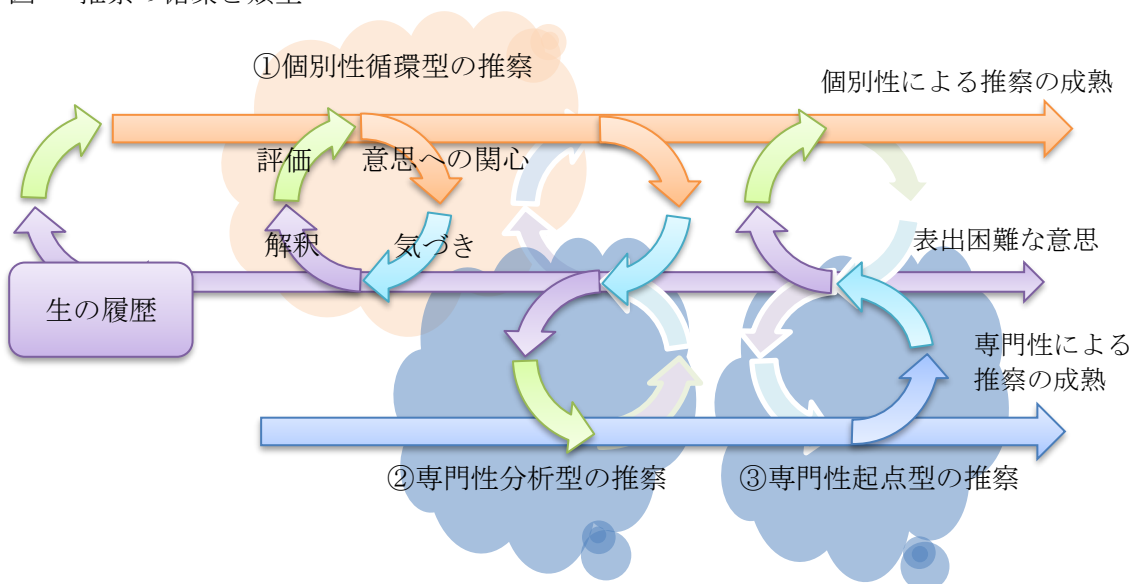 ①個別性循環型の推察
個別性による推察の成熟
評価
意思への関心
解釈
気づき
表出困難な意思
生の履歴
専門性による
推察の成熟
②専門性分析型の推察
③専門性起点型の推察